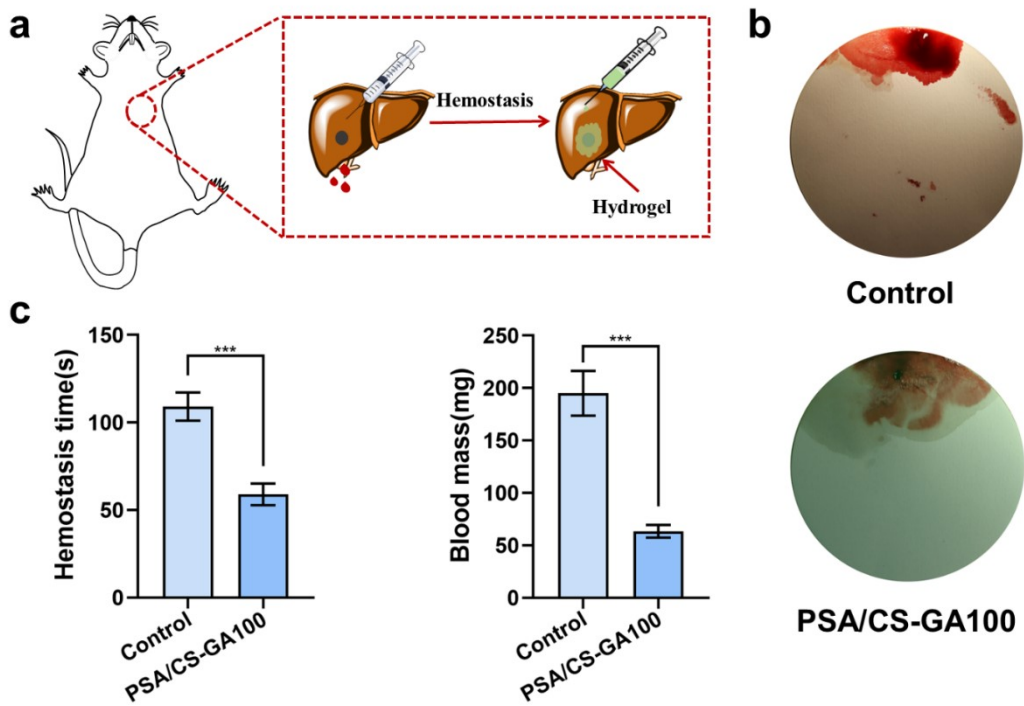 a
Hemostasis
Hydrogel
b
Control
PSA/CS-GA100
c
Hemostasis time(s)
150
100
50
0
***
Control
PSA/CS-GA100
Blood mass(mg)
250
200
150
100
50
0
***
Control
PSA/CS-GA100